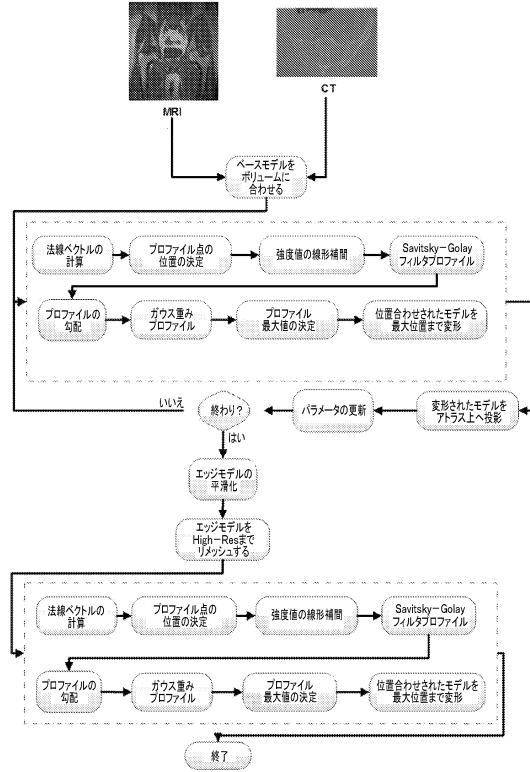 MRI
CT
ベースモデルを
ボリュームに
合わせる
法線ベクトルの
計算
プロファイル点の
位置の決定
強度値の線形補間
Savitsky－Golay
フィルタプロファイル
プロファイルの
勾配
ガウス重み
プロファイル
プロファイル
最大値の決定
位置合わせされたモデルを
最大位置まで変形
いいえ
終わり？
パラメータの更新
変形されたモデルを
アトラス上へ投影
はい
エッジモデルの
平滑化
エッジモデルを
High－Resまで
リメッシュする
法線ベクトルの
計算
プロファイル点の
位置の決定
強度値の線形補間
Savitsky－Golay
フィルタプロファイル
プロファイルの
勾配
ガウス重み
プロファイル
プロファイル
最大値の決定
位置合わせされたモデルを
最大位置まで変形
終了